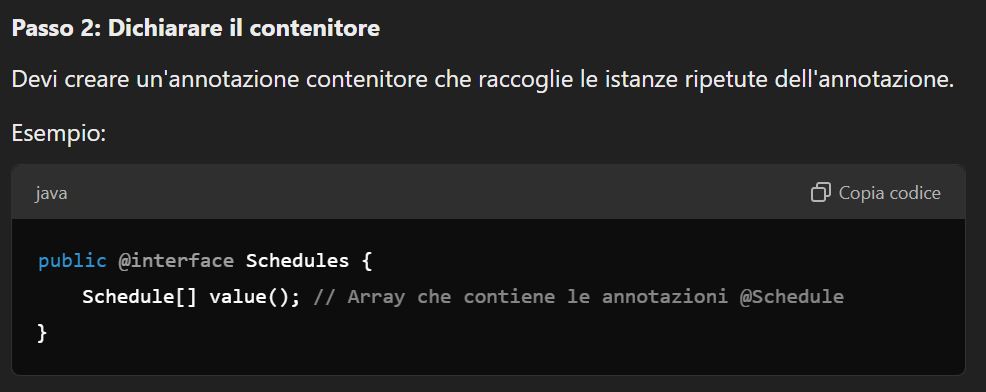 Passo 2: Dichiarare il contenitore
Devi creare un'annotazione contenitore che raccoglie le istanze ripetute dell'annotazione.
Esempio:
java
Copia codice
public @interface Schedules {
    Schedule[] value(); // Array che contiene le annotazioni @Schedule
}